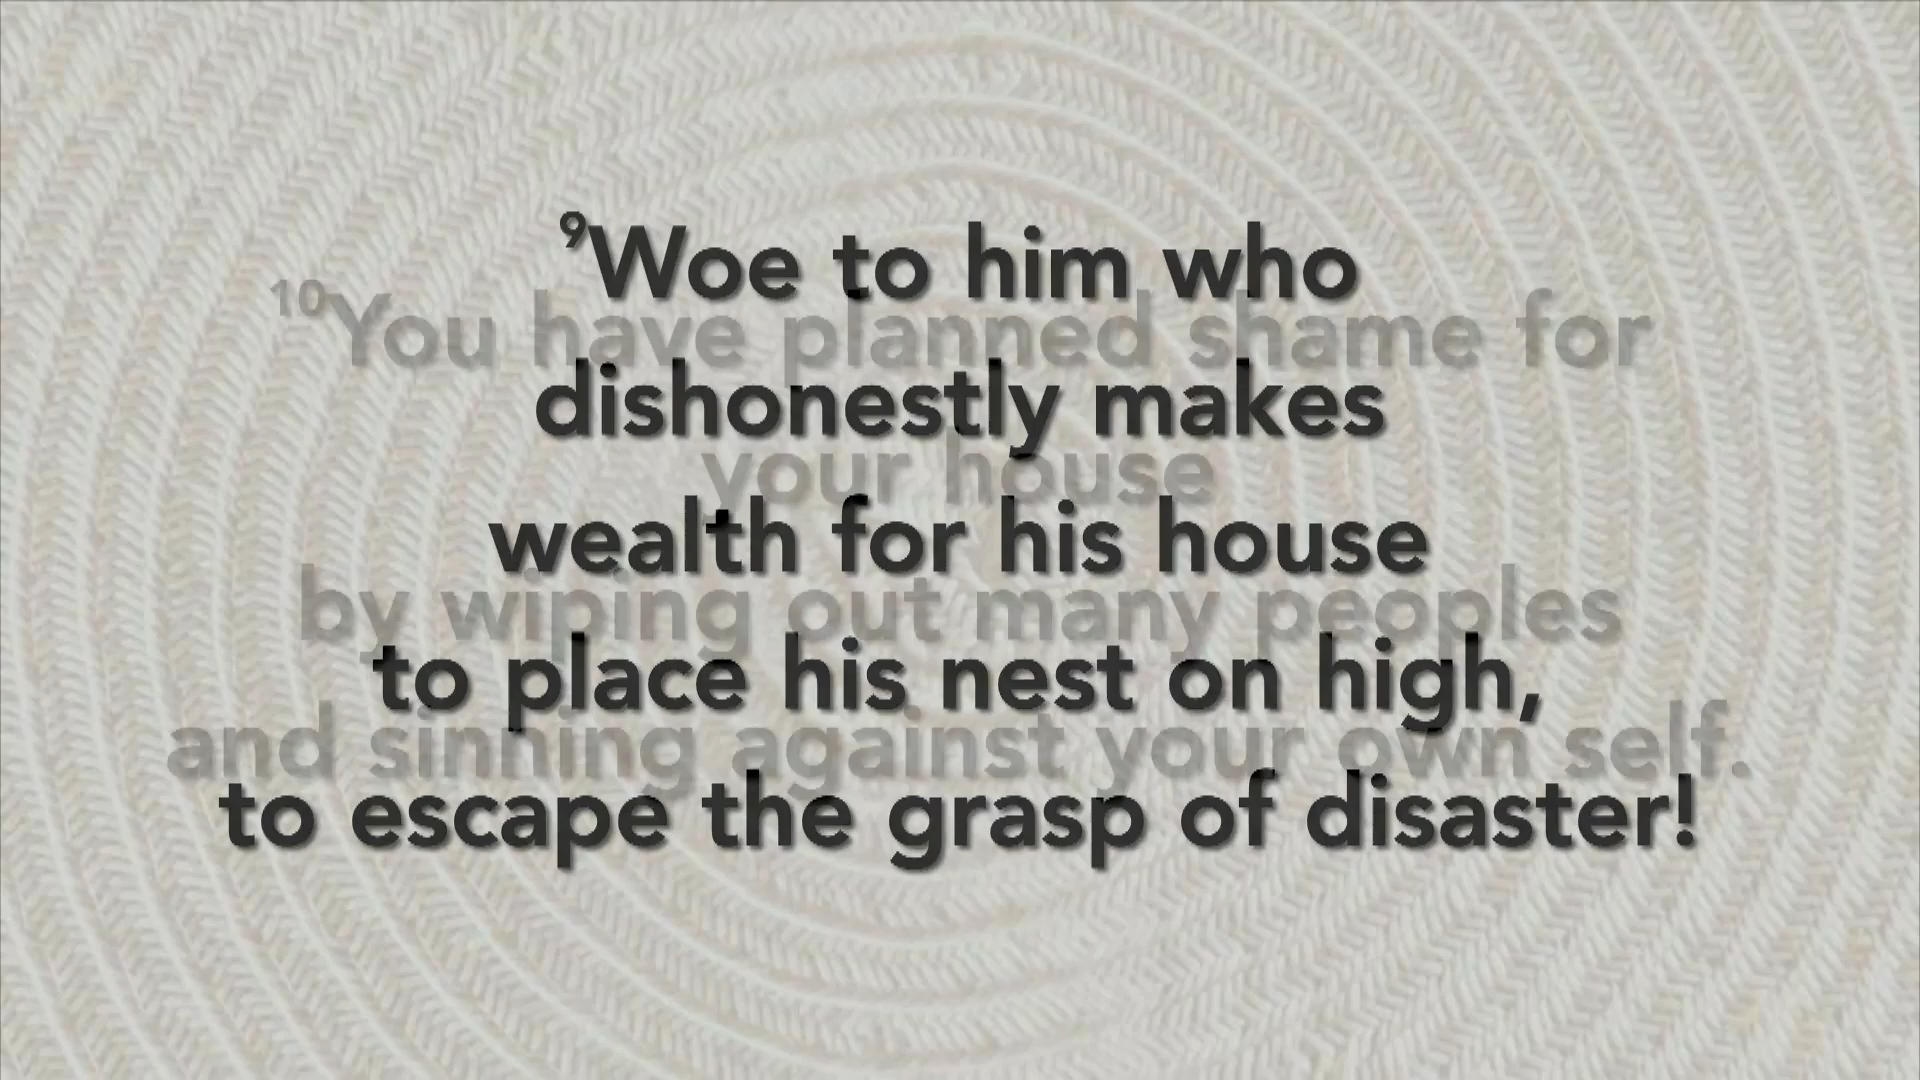 ⁹Woe to him who
dishonestly makes
wealth for his house
to place his nest on high,
to escape the grasp of disaster!
¹⁰You have planned shame for
your house
by wiping out many peoples
and sinning against your own self.